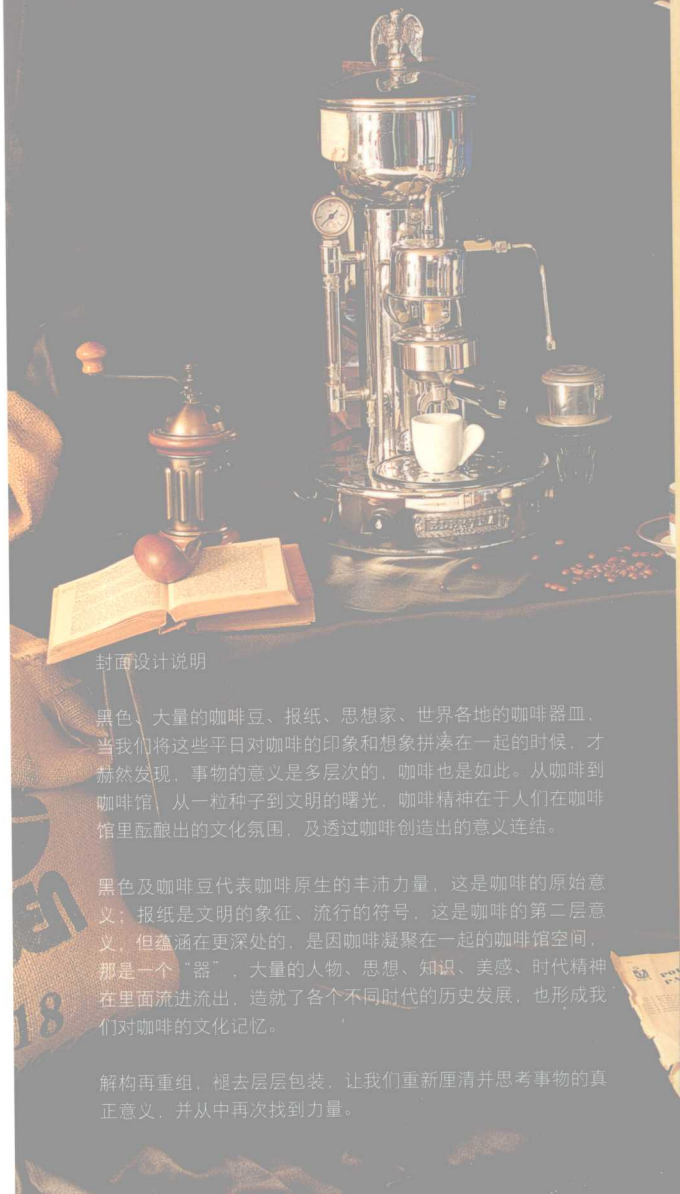 封面设计说明
黑色、大量的咖啡豆、报纸、思想家、世界各地的咖啡器皿，
当我们将这些平日对咖啡的印象和想象拼凑在一起的时候，才
赫然发现，事物的意义是多层次的，咖啡也是如此。从咖啡到
咖啡馆，从一粒种子到文明的曙光，咖啡精神在于人们在咖啡
馆里酝酿出的文化氛围，及透过咖啡创造出的意义连结。
黑色及咖啡豆代表咖啡原生的丰沛力量，这是咖啡的原始意
义；报纸是文明的象征、流行的符号，这是咖啡的第二层意
义，但蕴涵在更深处的，是因咖啡凝聚在一起的咖啡馆空间，
那是一个“器”，大量的人物、思想、知识、美感、时代精神
在里面流进流出，造就了各个不同时代的历史发展，也形成我
们对咖啡的文化记忆。
解构再重组，褪去层层包装，让我们重新厘清并思考事物的真
正意义，并从中再次找到力量。
18